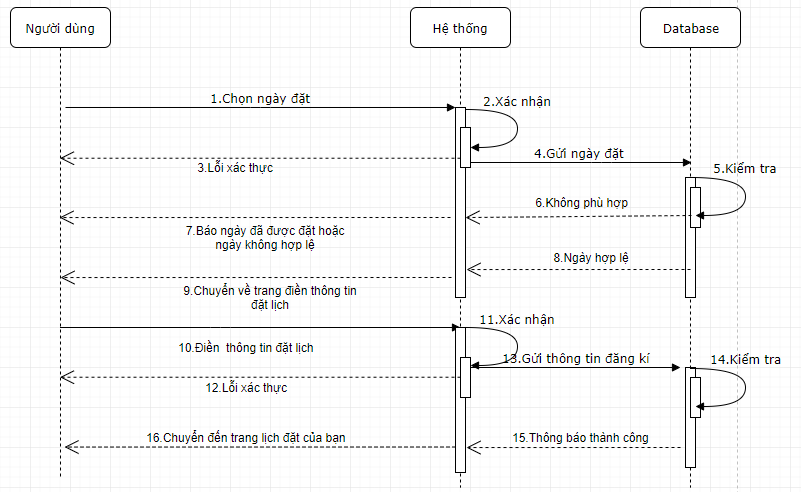 Người dùng
Hệ thống
Database
1.Chọn ngày đặt
2.Xác nhận
3.Lỗi xác thực
4.Gửi ngày đặt
5.Kiểm tra
6.Không phù hợp
7.Báo ngày đã được đặt hoặc
ngày không hợp lệ
8.Ngày hợp lệ
9.Chuyển về trang điền thông tin
đặt lịch
11.Xác nhận
10.Điền thông tin đặt lịch
13.Gửi thông tin đăng kí
14.Kiểm tra
12.Lỗi xác thực
16.Chuyển đến trang lịch đặt của bạn
15.Thông báo thành công